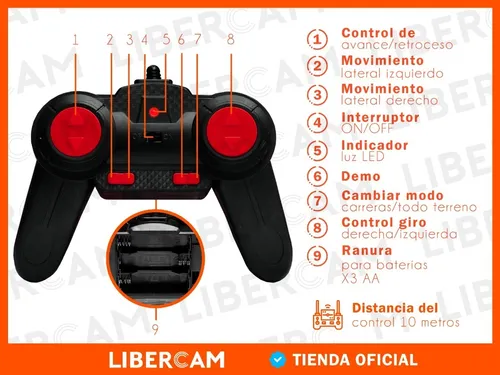 1 2 3 4 5 6 7 8
1 Control de
avance/retroceso
2 Movimiento
lateral izquierdo
3 Movimiento
lateral derecho
4 Interruptor
ON/OFF
5 Indicador
luz LED
6 Demo
7 Cambiar modo
carreras/todo terreno
8 Control giro
derecha/izquierda
9 Ranura
para baterias
X3 AA
9
Distancia del
control 10 metros
LIBERCAM
TIENDA OFICIAL